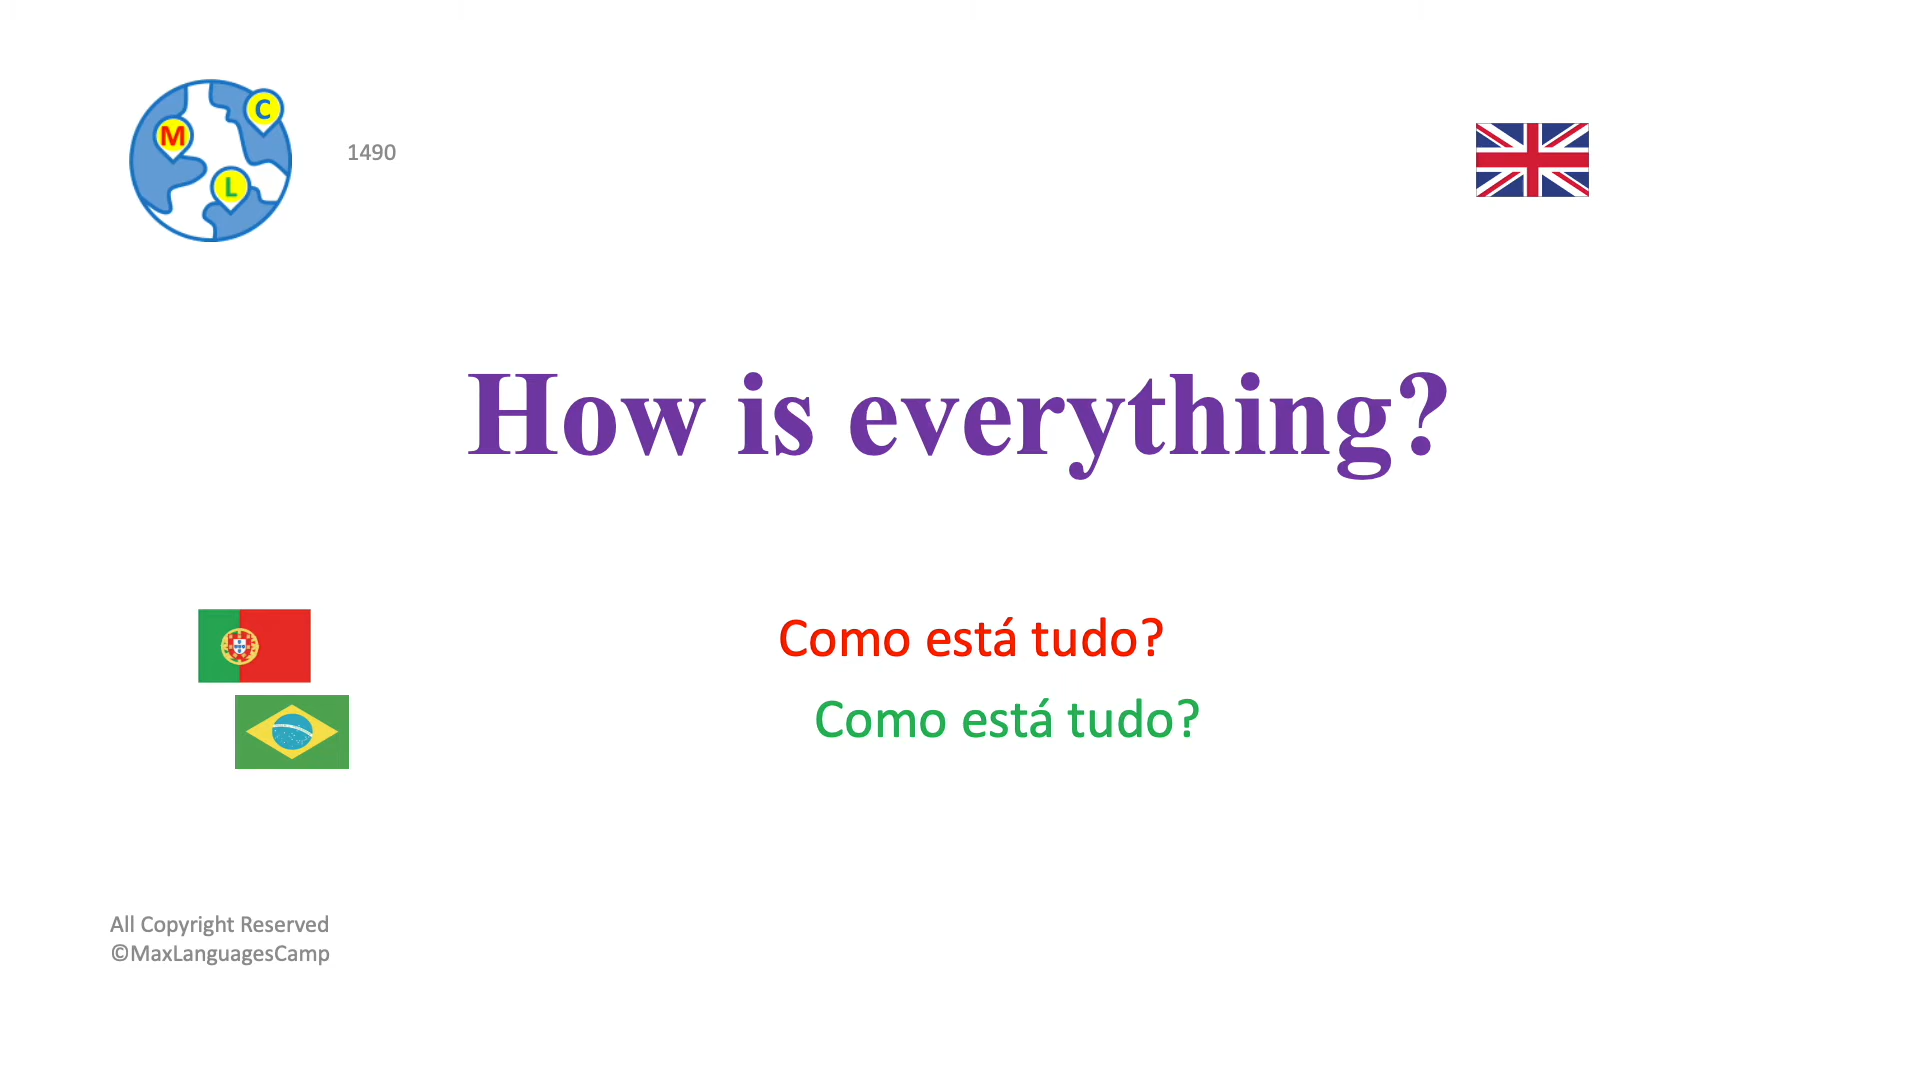 M
C
L
1490
How is everything?
Como está tudo?
Como está tudo?
All Copyright Reserved
©MaxLanguagesCamp